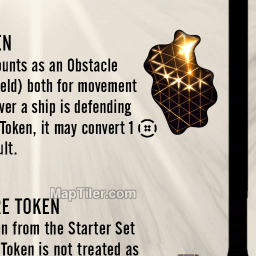 EN
ounts as an Obstacle
eld) both for movement
ver a ship is defending
Token, it may convert 1
ult.
MapTiler.com
RE TOKEN
n from the Starter Set
Token is not treated as